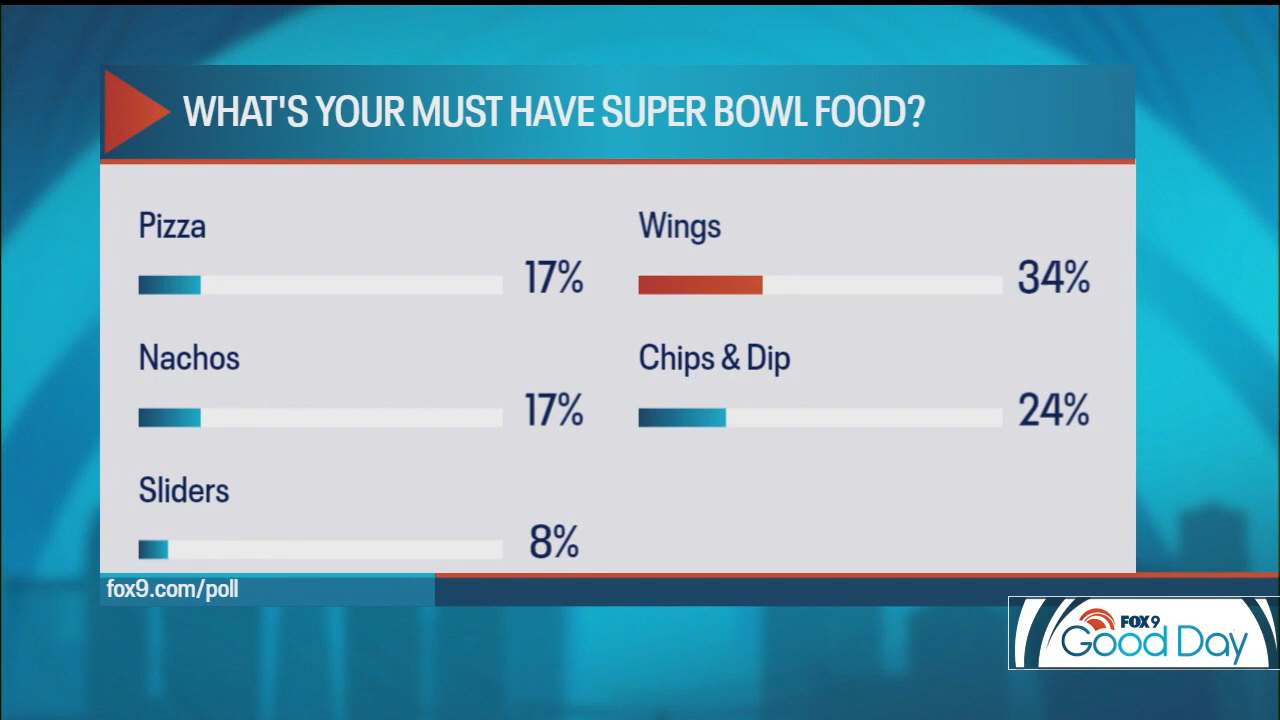 WHAT'S YOUR MUST HAVE SUPER BOWL FOOD?
Pizza
17%
Wings
34%
Nachos
17%
Chips & Dip
24%
Sliders
8%
fox9.com/poll
FOX 9
Good Day